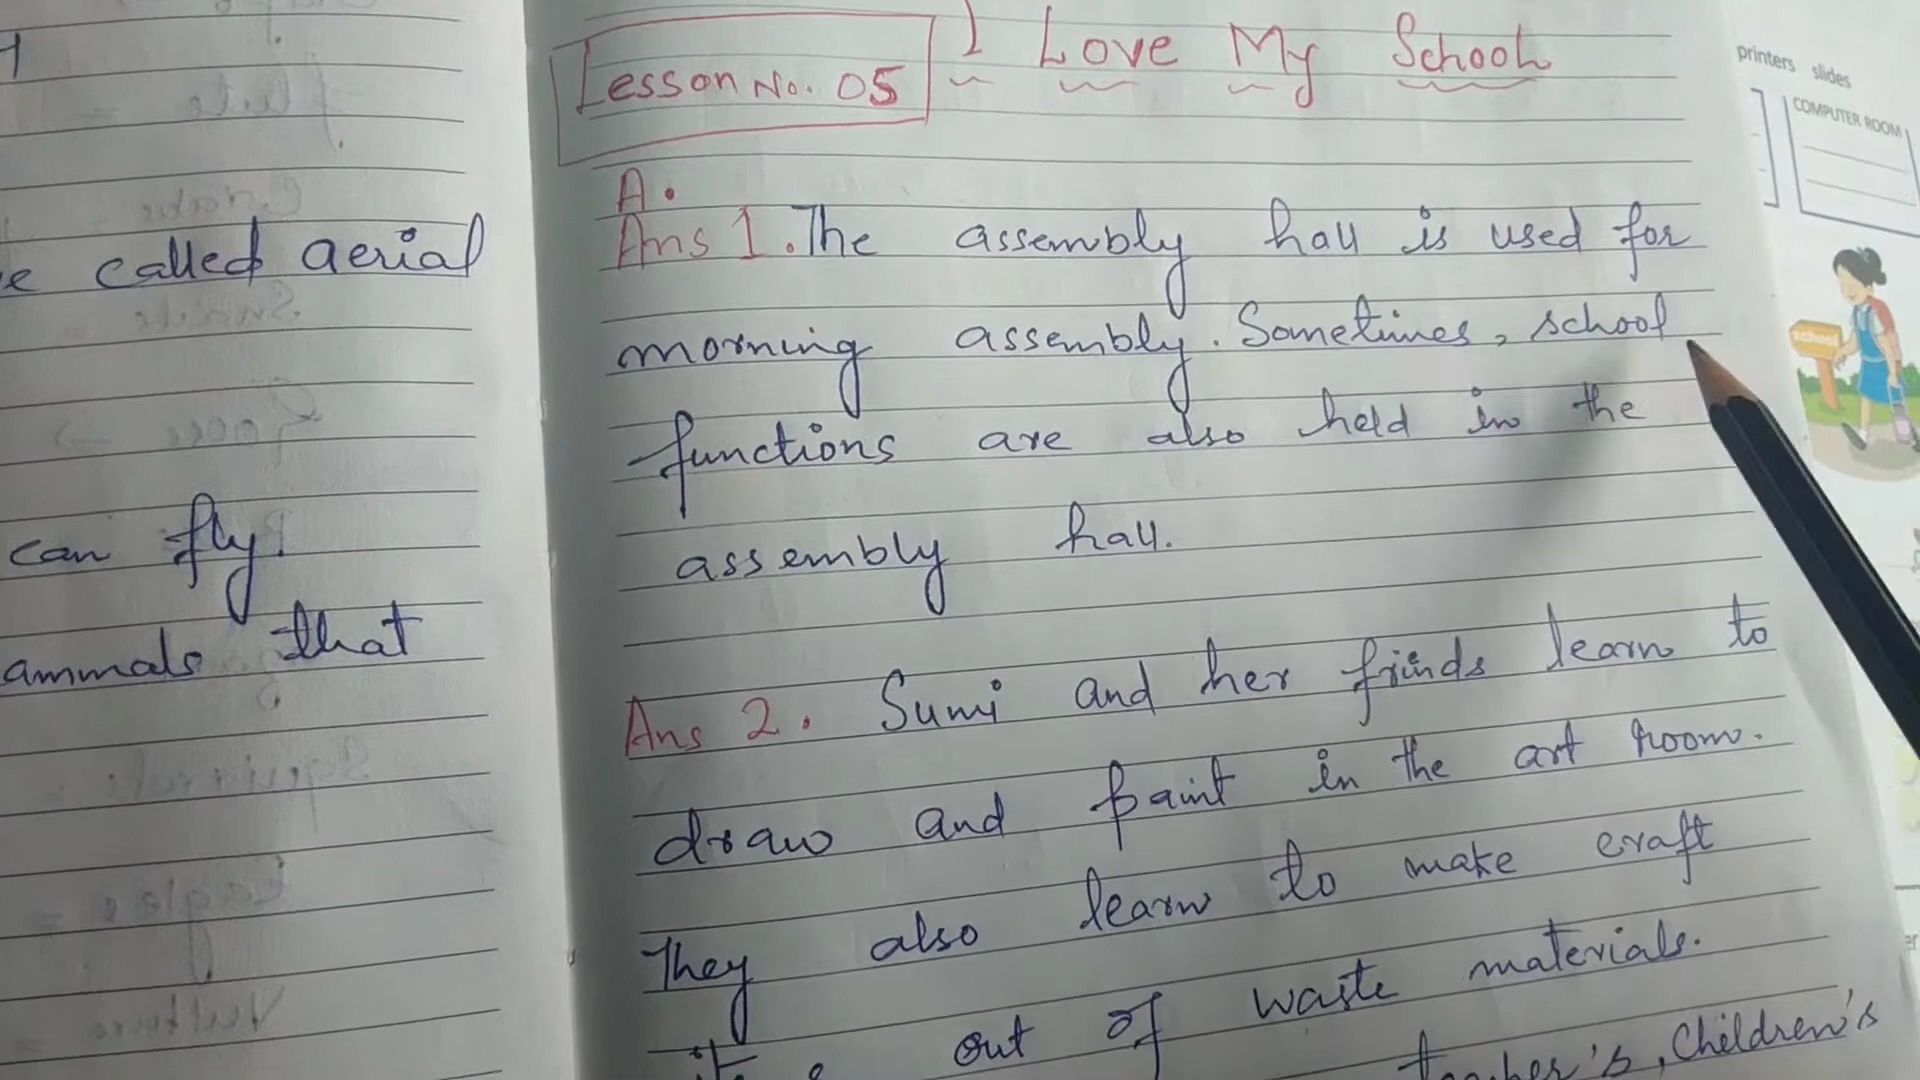 e called aerial
can fly.
ammals that
Lesson No. 05
I Love My School
A.
Ans 1. The assembly hall is used for
morning assembly. Sometimes, school
functions are also held in the
assembly hall.
Ans 2. Sumi and her friends learn to
draw and paint in the art room.
They also learn to make craft
out of waste materials.
Children's
printers slides
COMPUTER ROOM
school